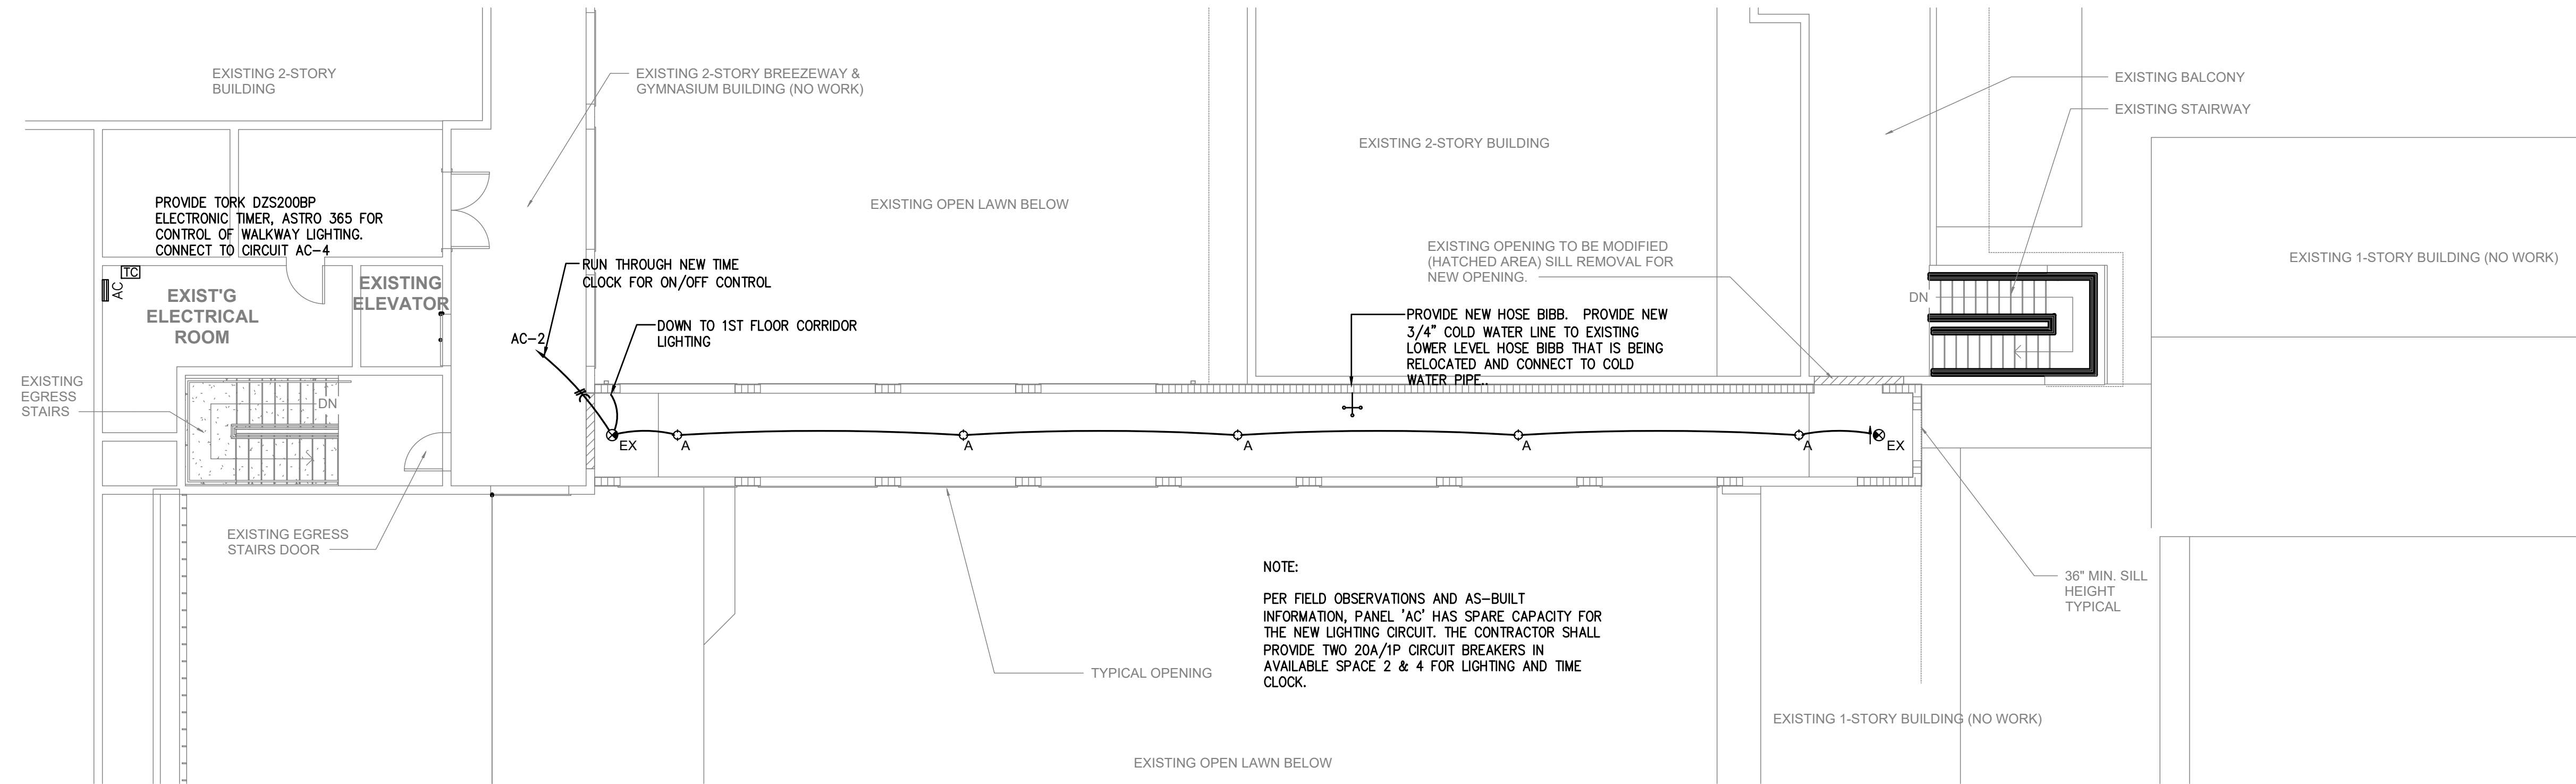 EXISTING 2-STORY
BUILDING
EXISTING 2-STORY BREEZEWAY &
GYMNASIUM BUILDING (NO WORK)
EXISTING BALCONY
EXISTING STAIRWAY
EXISTING 2-STORY BUILDING
EXISTING OPEN LAWN BELOW
PROVIDE TORK DZS200BP
ELECTRONIC TIMER, ASTRO 365 FOR
CONTROL OF WALKWAY LIGHTING.
CONNECT TO CIRCUIT AC-4
EXISTING OPENING TO BE MODIFIED
(HATCHED AREA) SILL REMOVAL FOR
NEW OPENING.
EXISTING 1-STORY BUILDING (NO WORK)
TC
AC
EXIST'G
ELECTRICAL
ROOM
EXISTING
ELEVATOR
RUN THROUGH NEW TIME
CLOCK FOR ON/OFF CONTROL
DN
AC-2
DOWN TO 1ST FLOOR CORRIDOR
LIGHTING
PROVIDE NEW HOSE BIBB. PROVIDE NEW
3/4" COLD WATER LINE TO EXISTING
LOWER LEVEL HOSE BIBB THAT IS BEING
RELOCATED AND CONNECT TO COLD
WATER PIPE..
EXISTING
EGRESS
STAIRS
DN
EX
A
A
A
A
A
EX
EXISTING EGRESS
STAIRS DOOR
NOTE:
PER FIELD OBSERVATIONS AND AS-BUILT
INFORMATION, PANEL 'AC' HAS SPARE CAPACITY FOR
THE NEW LIGHTING CIRCUIT. THE CONTRACTOR SHALL
PROVIDE TWO 20A/1P CIRCUIT BREAKERS IN
AVAILABLE SPACE 2 & 4 FOR LIGHTING AND TIME
CLOCK.
36" MIN. SILL
HEIGHT
TYPICAL
TYPICAL OPENING
EXISTING 1-STORY BUILDING (NO WORK)
EXISTING OPEN LAWN BELOW